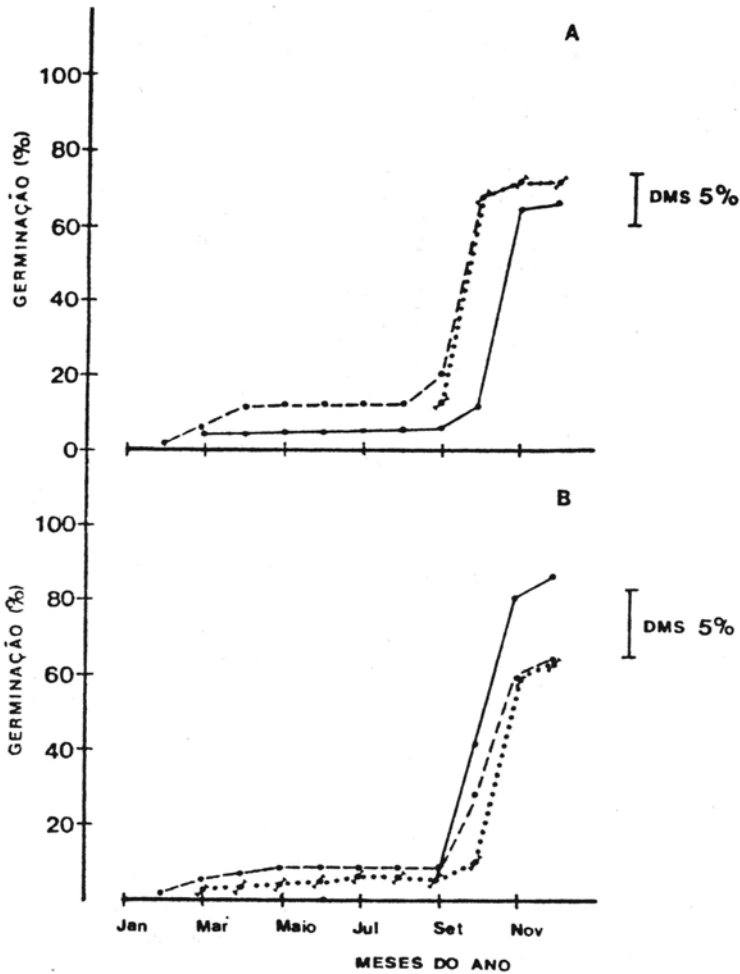 A
100
80
60
40
20
0
GERMINAÇÃO (%)
DMS 5%
B
100
80
60
40
20
GERMINAÇÃO (%)
DMS 5%
Jan Mar Maio Jul Set Nov
MESES DO ANO